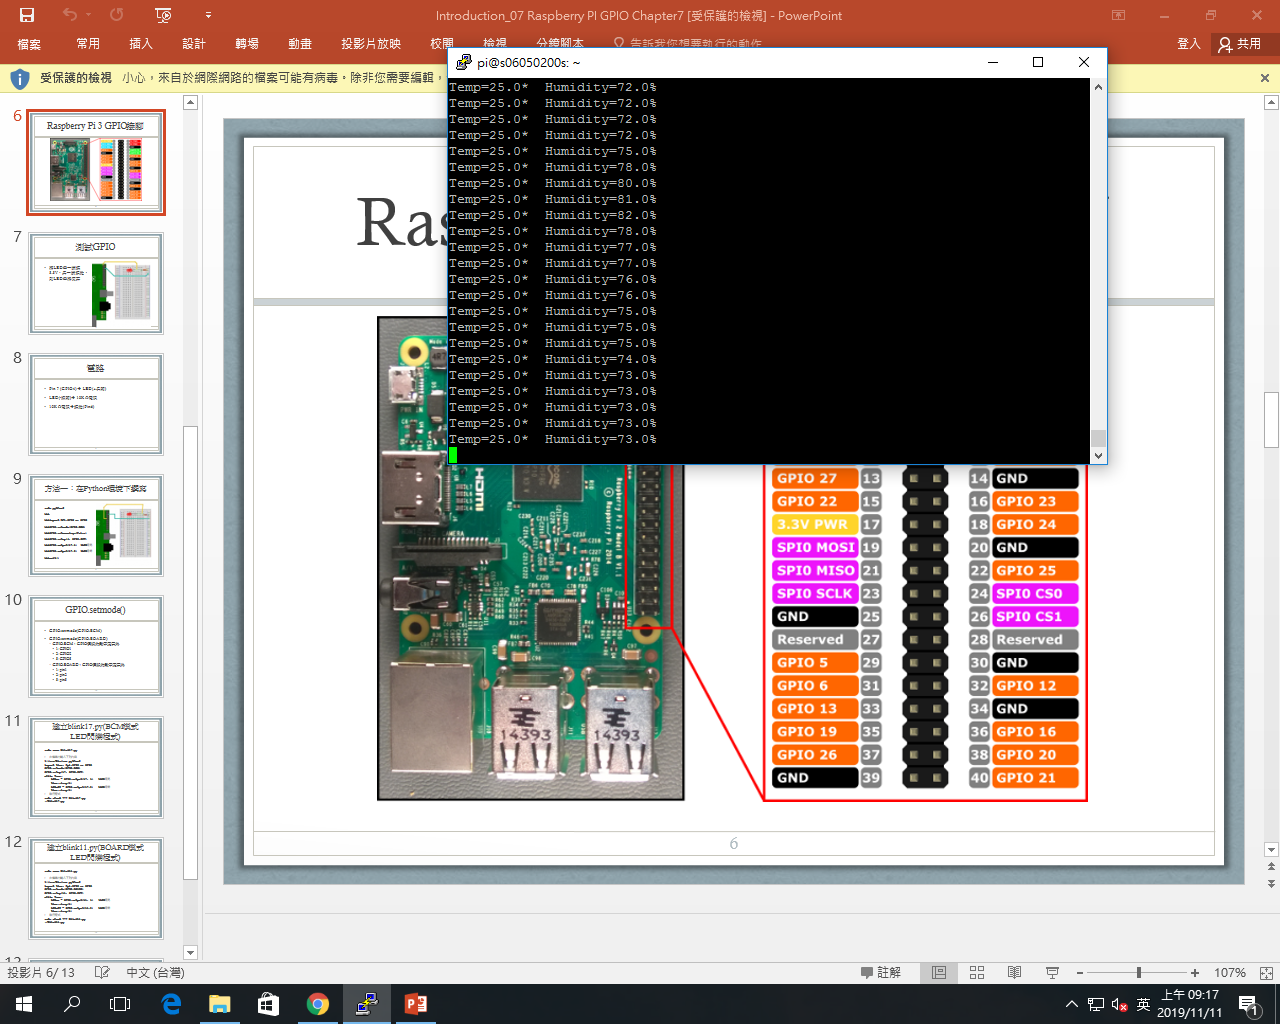 Introduction_07 Raspberry PI GPIO Chapter7 [受保護的檢視] - PowerPoint
檔案 常用 插入 設計 轉場 動畫 投影片放映 校閱 檢視 分鏡腳本 告訴我您想要執行的動作 登入 共用
受保護的檢視 小心，來自於網際網路的檔案可能有病毒。除非您需要編輯，
pi@s06050200s: ~
Temp=25.0* Humidity=72.0%
Temp=25.0* Humidity=72.0%
Temp=25.0* Humidity=72.0%
Temp=25.0* Humidity=72.0%
Temp=25.0* Humidity=75.0%
Temp=25.0* Humidity=78.0%
Temp=25.0* Humidity=80.0%
Temp=25.0* Humidity=81.0%
Temp=25.0* Humidity=82.0%
Temp=25.0* Humidity=78.0%
Temp=25.0* Humidity=77.0%
Temp=25.0* Humidity=77.0%
Temp=25.0* Humidity=76.0%
Temp=25.0* Humidity=76.0%
Temp=25.0* Humidity=75.0%
Temp=25.0* Humidity=75.0%
Temp=25.0* Humidity=75.0%
Temp=25.0* Humidity=74.0%
Temp=25.0* Humidity=73.0%
Temp=25.0* Humidity=73.0%
Temp=25.0* Humidity=73.0%
Temp=25.0* Humidity=73.0%
Temp=25.0* Humidity=73.0%
6
Raspberry Pi 3 GPIO接腳
7
測試GPIO
8
電路
9
方法一：在Python環境下撰寫
10
GPIO.setmode()
11
建立blink17.py(BCM模式
LED閃爍程式)
12
建立blink11.py(BOARD模式
LED閃爍程式)
Ras
HDMI
Raspberry Pi 2 Model B V1.
© Raspberry Pi 2014
14393
14393
GPIO 27 13 14 GND
GPIO 22 15 16 GPIO 23
3.3V PWR 17 18 GPIO 24
SPI0 MOSI 19 20 GND
SPI0 MISO 21 22 GPIO 25
SPI0 SCLK 23 24 SPI0 CS0
GND 25 26 SPI0 CS1
Reserved 27 28 Reserved
GPIO 5 29 30 GND
GPIO 6 31 32 GPIO 12
GPIO 13 33 34 GND
GPIO 19 35 36 GPIO 16
GPIO 26 37 38 GPIO 20
GND 39 40 GPIO 21
6
投影片 6/ 13 中文 (台灣) 註解 107%
英 上午 09:17
2019/11/11
1